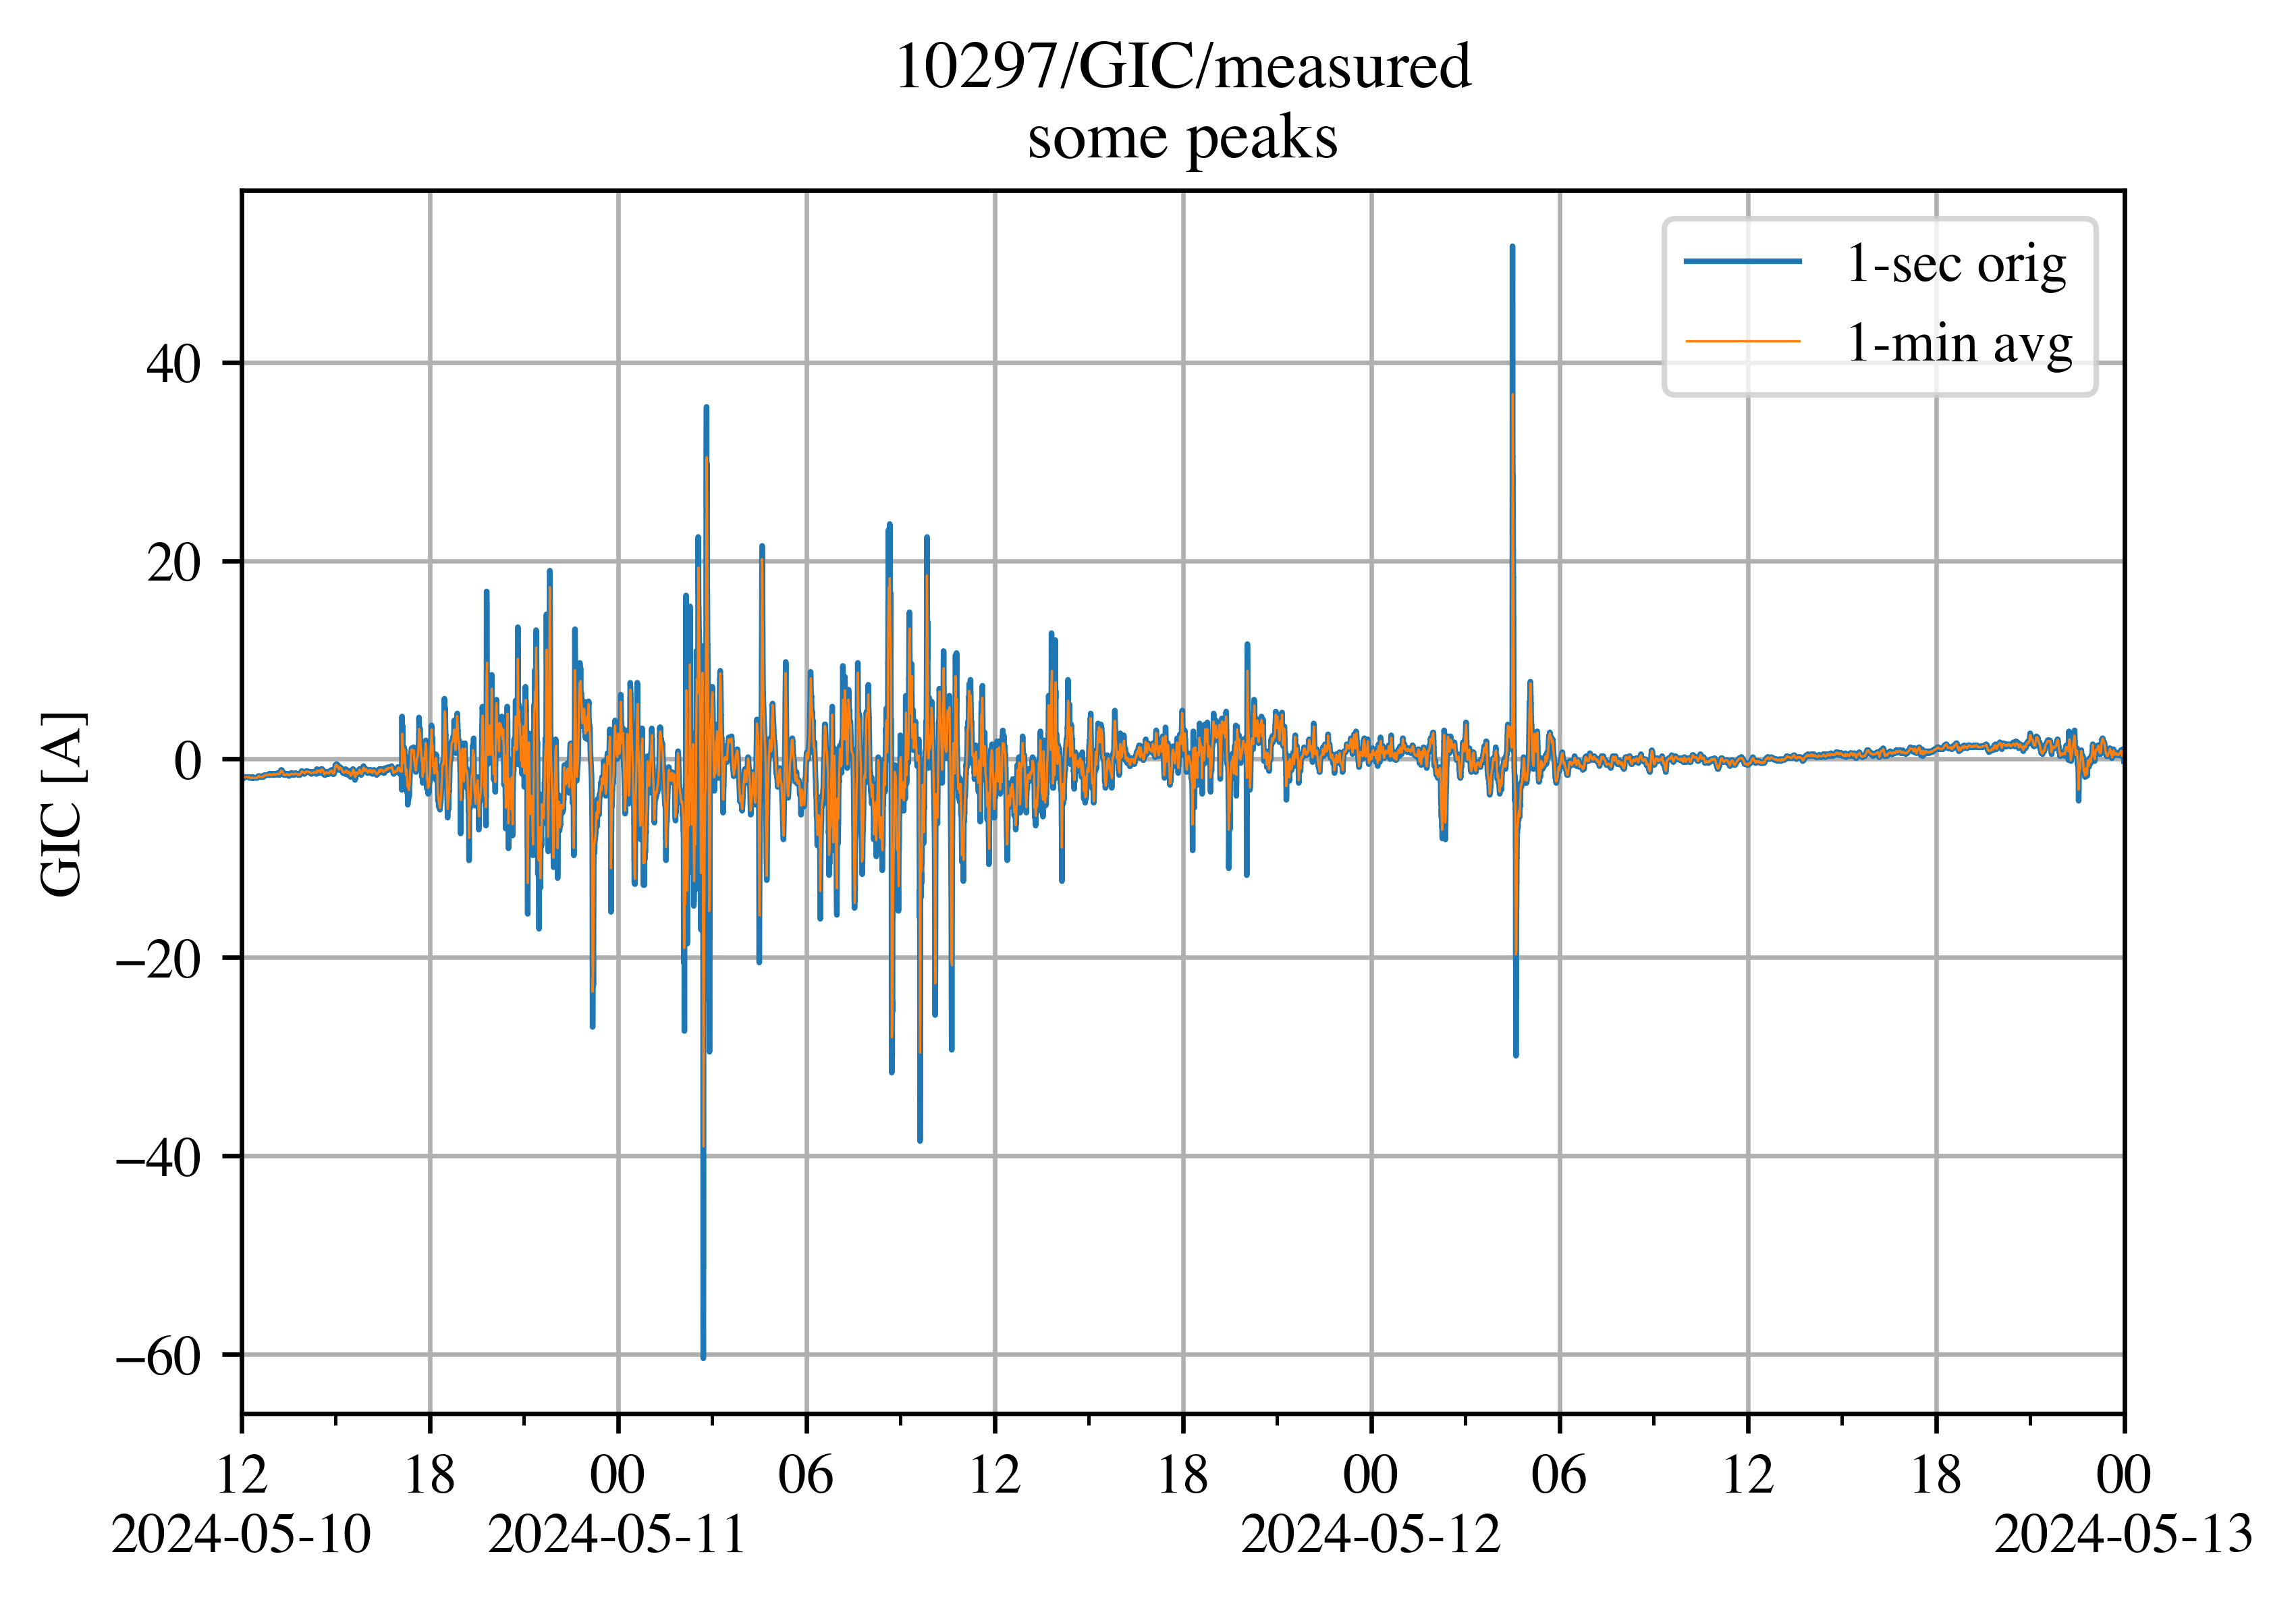 10297//GIC/measured
some peaks
1-sec orig
1-min avg
GIC [A]
40
20
0
−20
−40
−60
12 18 00 06 12 18 00 06 12 18 00
2024-05-10 2024-05-11 2024-05-12 2024-05-13